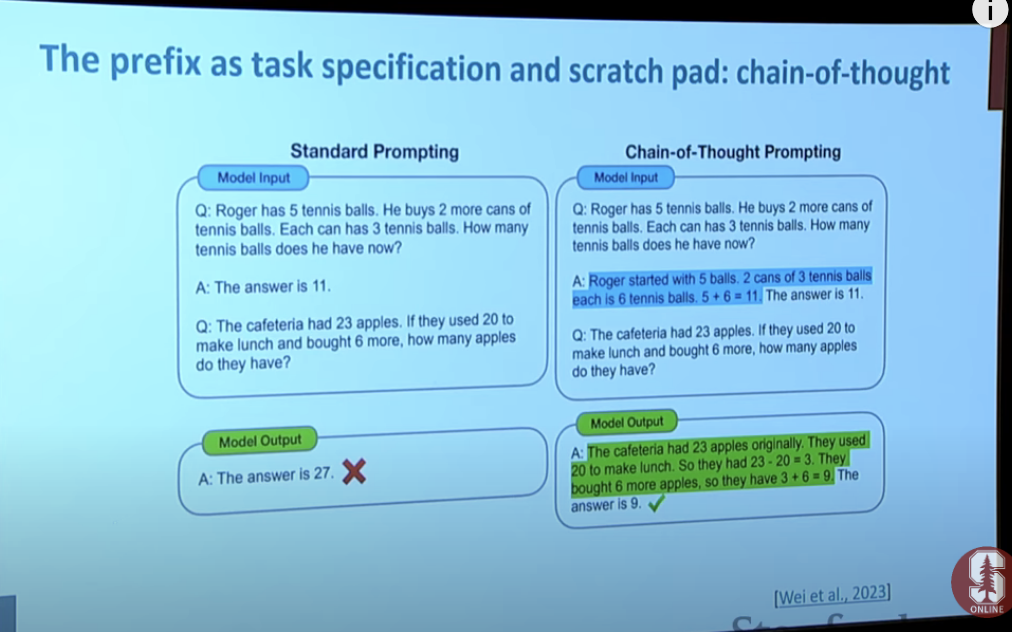 i
The prefix as task specification and scratch pad: chain-of-thought
Standard Prompting
Model Input
Q: Roger has 5 tennis balls. He buys 2 more cans of
tennis balls. Each can has 3 tennis balls. How many
tennis balls does he have now?
A: The answer is 11.
Q: The cafeteria had 23 apples. If they used 20 to
make lunch and bought 6 more, how many apples
do they have?
Model Output
A: The answer is 27.
Chain-of-Thought Prompting
Model Input
Q: Roger has 5 tennis balls. He buys 2 more cans of
tennis balls. Each can has 3 tennis balls. How many
tennis balls does he have now?
A: Roger started with 5 balls. 2 cans of 3 tennis balls
each is 6 tennis balls. 5 + 6 = 11. The answer is 11.
Q: The cafeteria had 23 apples. If they used 20 to
make lunch and bought 6 more, how many apples
do they have?
Model Output
A: The cafeteria had 23 apples originally. They used
20 to make lunch. So they had 23 - 20 = 3. They
bought 6 more apples, so they have 3 + 6 = 9. The
answer is 9.
[Wei et al., 2023]
S
ONLINE